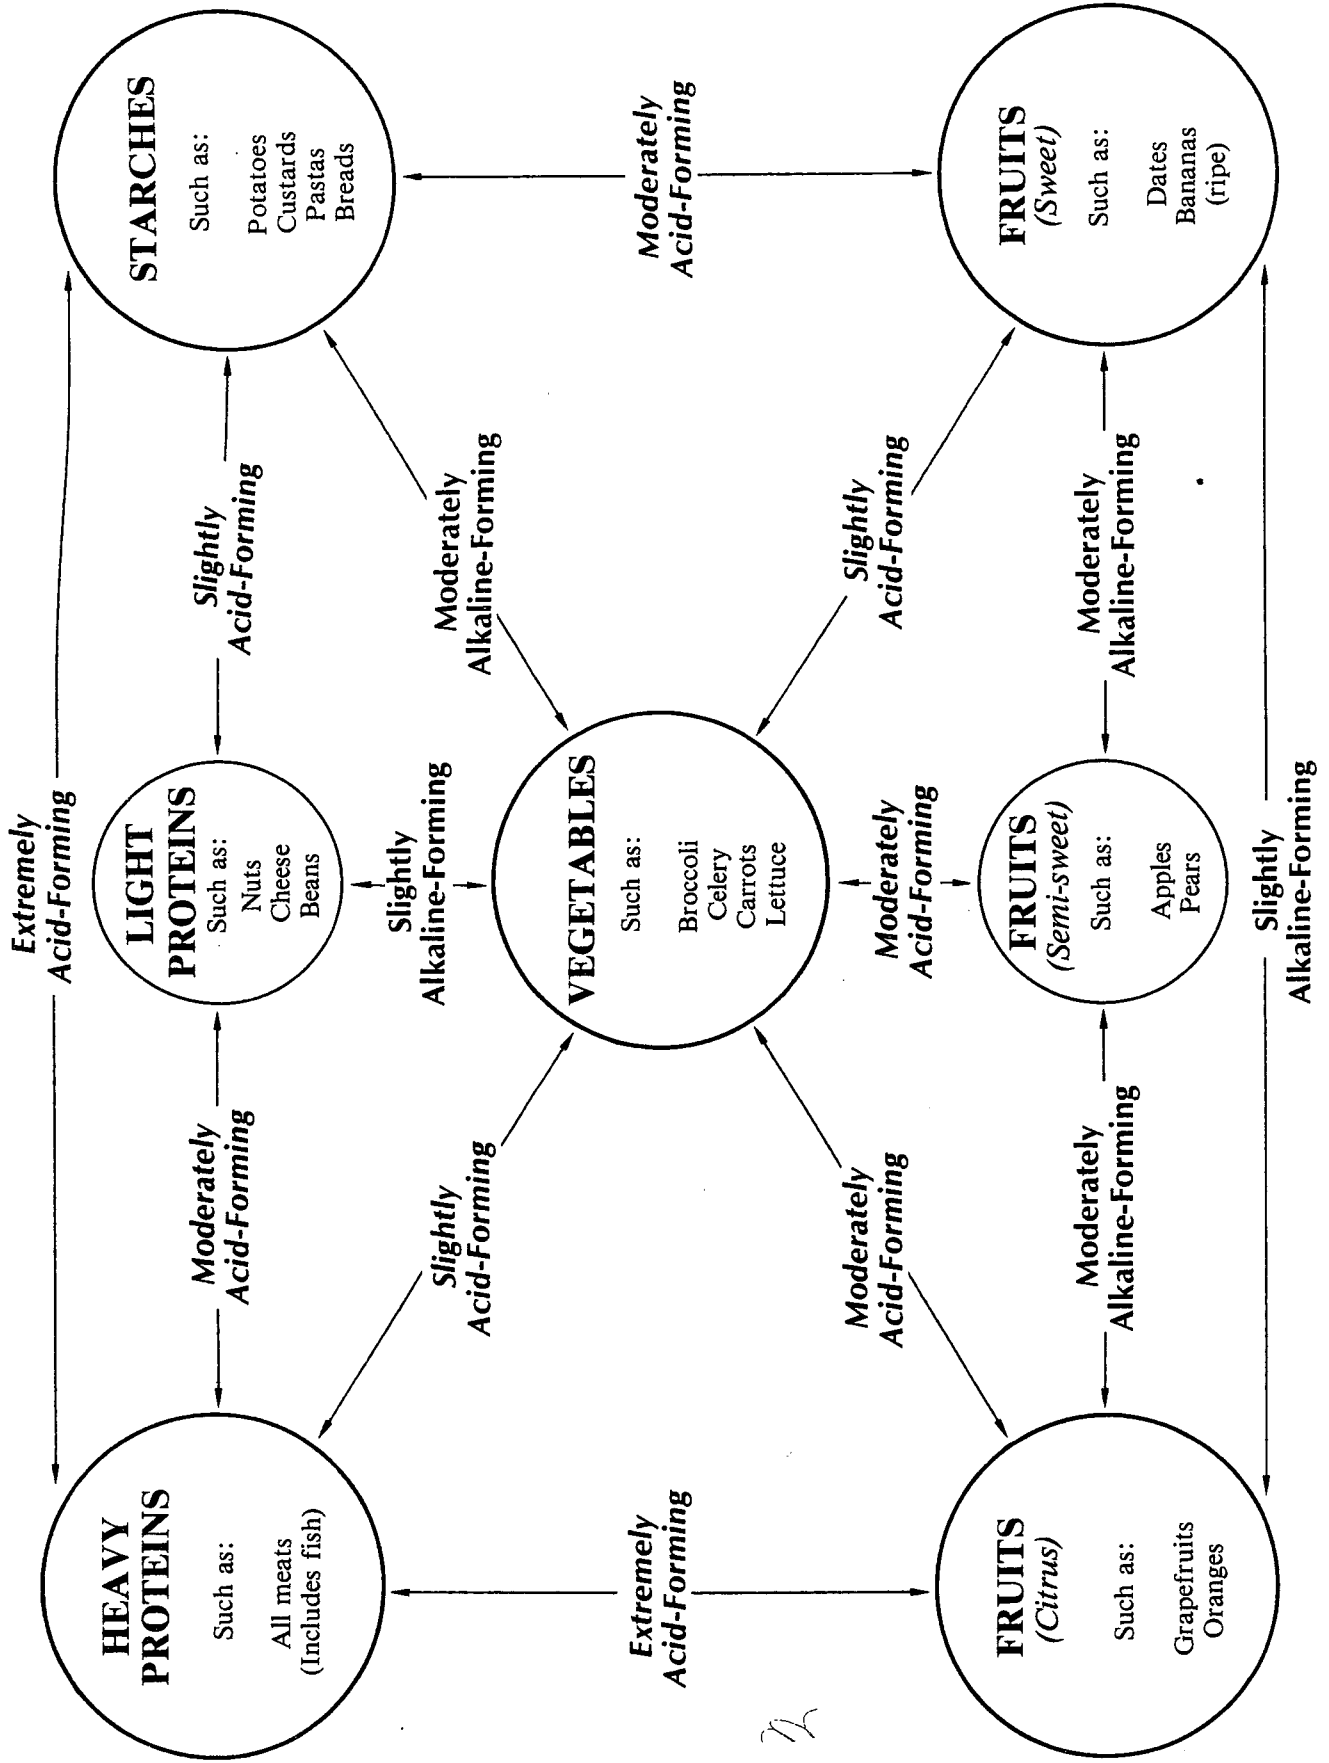 HEAVY
PROTEINS
Such as:
All meats
(Includes fish)
Extremely
Acid-Forming
Moderately
Acid-Forming
LIGHT
PROTEINS
Such as:
Nuts
Cheese
Beans
Slightly
Acid-Forming
STARCHES
Such as:
Potatoes
Custards
Pastas
Breads
Slightly
Acid-Forming
Slightly
Alkaline-Forming
Moderately
Alkaline-Forming
Extremely
Acid-Forming
VEGETABLES
Such as:
Broccoli
Celery
Carrots
Lettuce
Moderately
Acid-Forming
Moderately
Acid-Forming
Moderately
Acid-Forming
Slightly
Acid-Forming
FRUITS
(Citrus)
Such as:
Grapefruits
Oranges
Moderately
Alkaline-Forming
FRUITS
(Semi-sweet)
Such as:
Apples
Pears
Moderately
Alkaline-Forming
FRUITS
(Sweet)
Such as:
Dates
Bananas
(ripe)
Slightly
Alkaline-Forming